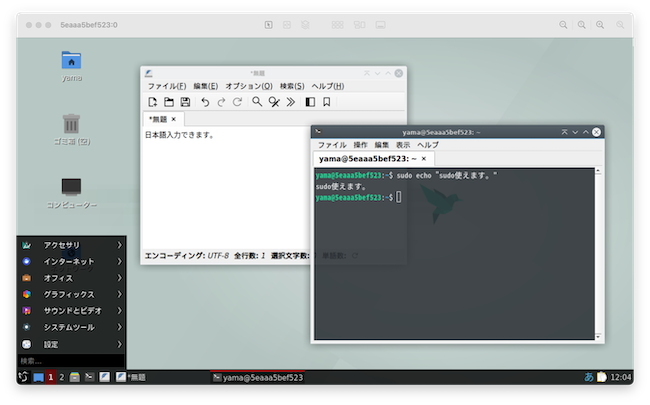 5eaaa5bef523:0
yama
ゴミ箱 (空)
コンピューター
*無題
ファイル(F) 編集(E) オプション(O) 検索(S) ヘルプ(H)
*無題 ×
日本語入力できます。
エンコーディング: UTF-8 全行数: 1 選択文字数:
yama@5eaaa5bef523: ~
ファイル 操作 編集 表示 ヘルプ
yama@5eaaa5bef523: ~ ×
yama@5eaaa5bef523:~$ sudo echo "sudo使えます。"
sudo使えます。
yama@5eaaa5bef523:~$
アクセサリ
インターネット
オフィス
グラフィックス
サウンドとビデオ
システムツール
設定
検索...
1 2 *無題 yama@5eaaa5bef523 あ 12:04